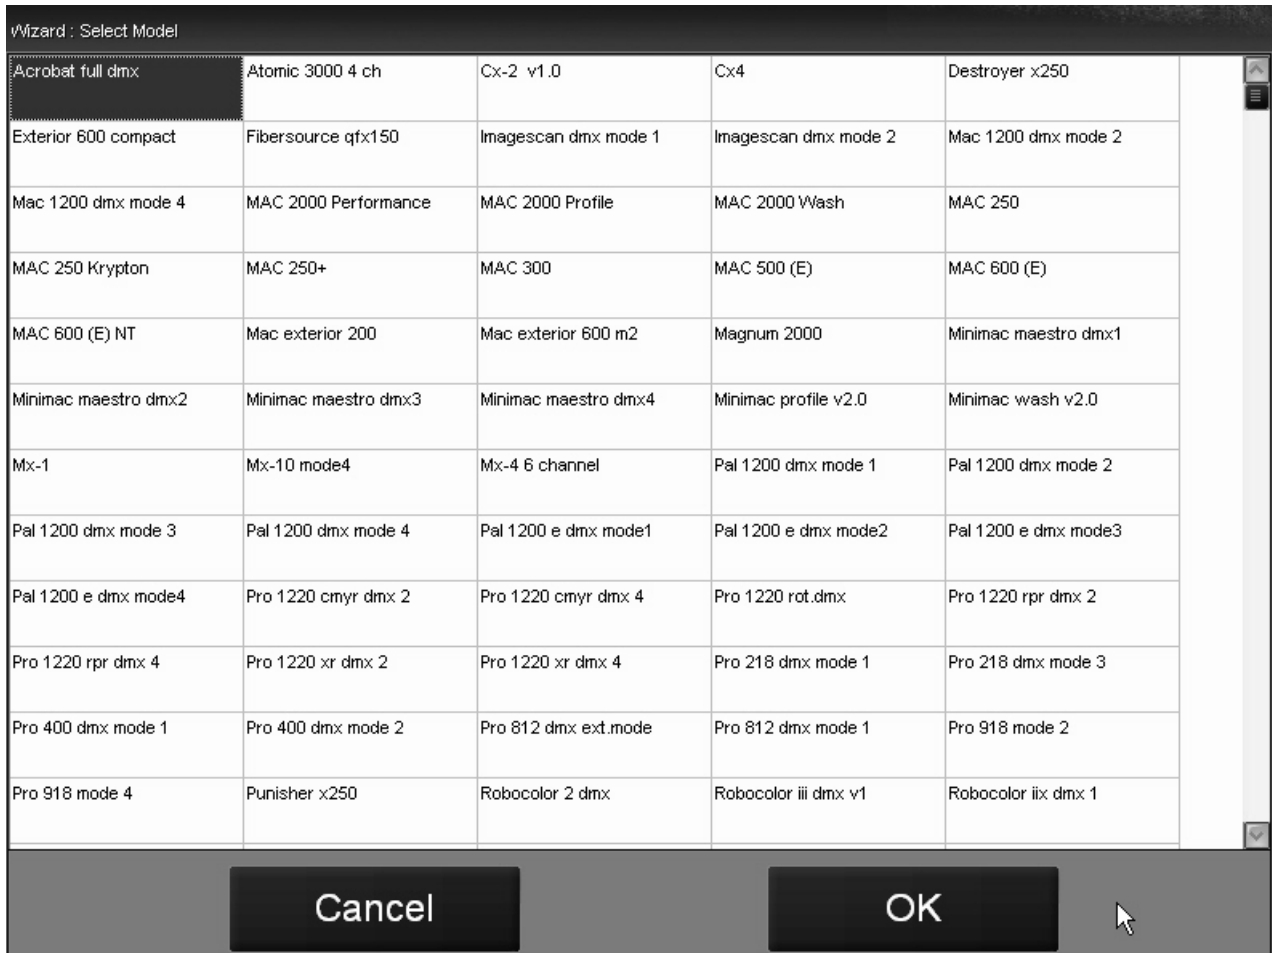 Wizard : Select Model
Acrobat full dmx Atomic 3000 4 ch Cx-2 v1.0 Cx4 Destroyer x250
Exterior 600 compact Fibersource qfx150 Imagescan dmx mode 1 Imagescan dmx mode 2 Mac 1200 dmx mode 2
Mac 1200 dmx mode 4 MAC 2000 Performance MAC 2000 Profile MAC 2000 Wash MAC 250
MAC 250 Krypton MAC 250+ MAC 300 MAC 500 (E) MAC 600 (E)
MAC 600 (E) NT Mac exterior 200 Mac exterior 600 m2 Magnum 2000 Minimac maestro dmx1
Minimac maestro dmx2 Minimac maestro dmx3 Minimac maestro dmx4 Minimac profile v2.0 Minimac wash v2.0
Mx-1 Mx-10 mode4 Mx-4 6 channel Pal 1200 dmx mode 1 Pal 1200 dmx mode 2
Pal 1200 dmx mode 3 Pal 1200 dmx mode 4 Pal 1200 e dmx mode1 Pal 1200 e dmx mode2 Pal 1200 e dmx mode3
Pal 1200 e dmx mode4 Pro 1220 cmyr dmx 2 Pro 1220 cmyr dmx 4 Pro 1220 rot.dmx Pro 1220 rpr dmx 2
Pro 1220 rpr dmx 4 Pro 1220 xr dmx 2 Pro 1220 xr dmx 4 Pro 218 dmx mode 1 Pro 218 dmx mode 3
Pro 400 dmx mode 1 Pro 400 dmx mode 2 Pro 812 dmx ext.mode Pro 812 dmx mode 1 Pro 918 mode 2
Pro 918 mode 4 Punisher x250 Robocolor 2 dmx Robocolor iii dmx v1 Robocolor iix dmx 1
Cancel OK